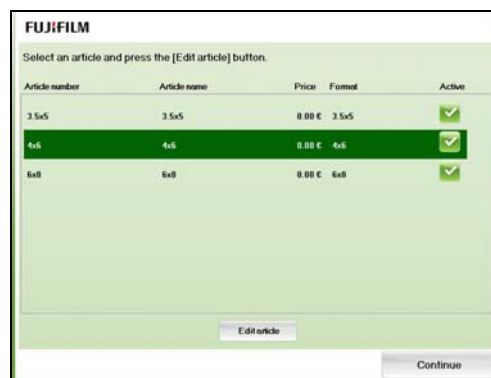 FUJIFILM
Select an article and press the [Edit article] button.
Article number Article name Price Format Active
3.5x5 3.5x5 0.00 € 3.5x5
4x6 4x6 0.00 € 4x6
6x8 6x8 0.00 € 6x8
Edit article
Continue